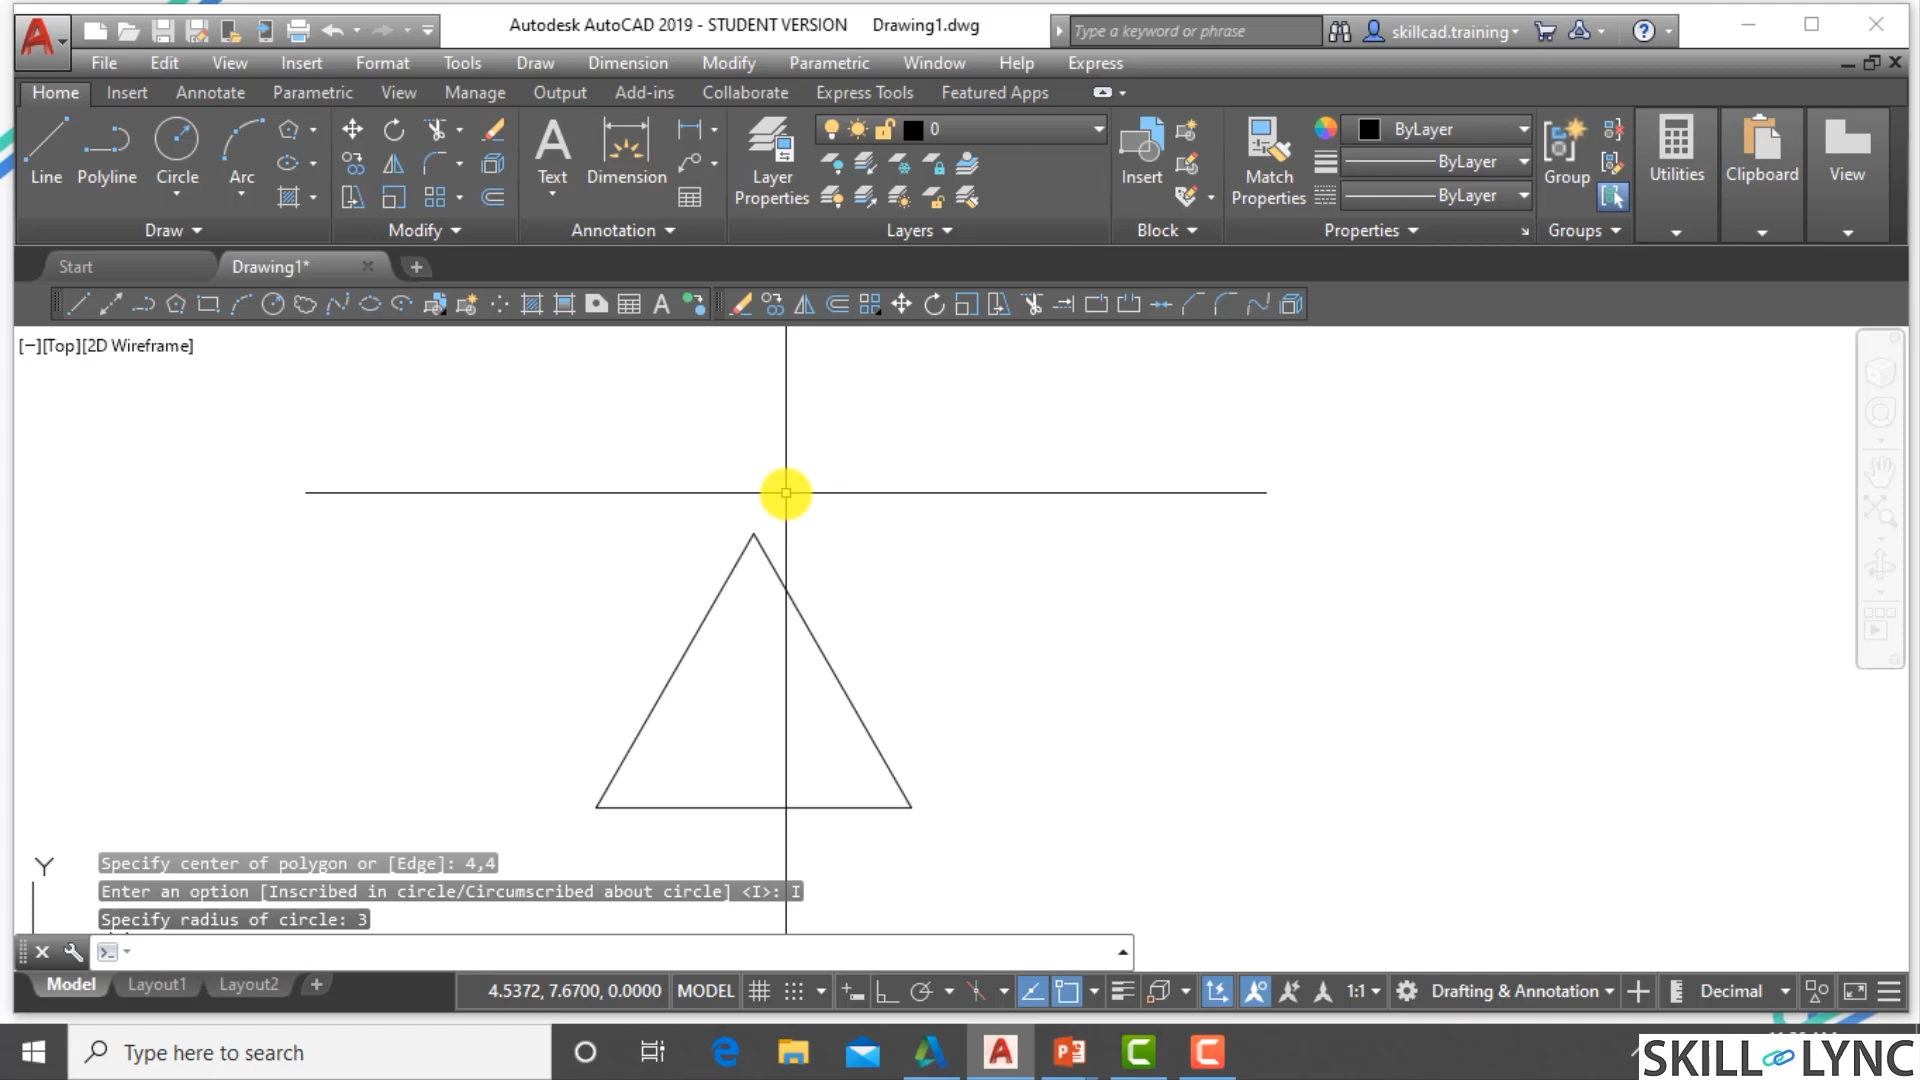 Autodesk AutoCAD 2019 - STUDENT VERSION Drawing1.dwg
Type a keyword or phrase
skillcad.training
File Edit View Insert Format Tools Draw Dimension Modify Parametric Window Help Express
Home Insert Annotate Parametric View Manage Output Add-ins Collaborate Express Tools Featured Apps
0
ByLayer
ByLayer
ByLayer
Line Polyline Circle Arc Text Dimension Layer Properties Insert Match Properties Group Utilities Clipboard View
Draw Modify Annotation Layers Block Properties Groups
Start Drawing1*
[−][Top][2D Wireframe]
Y
Specify center of polygon or [Edge]: 4,4
Enter an option [Inscribed in circle/Circumscribed about circle] <I>: I
Specify radius of circle: 3
Model Layout1 Layout2
4.5372, 7.6700, 0.0000 MODEL 1:1 Drafting & Annotation Decimal
Type here to search
SKILL LYNC